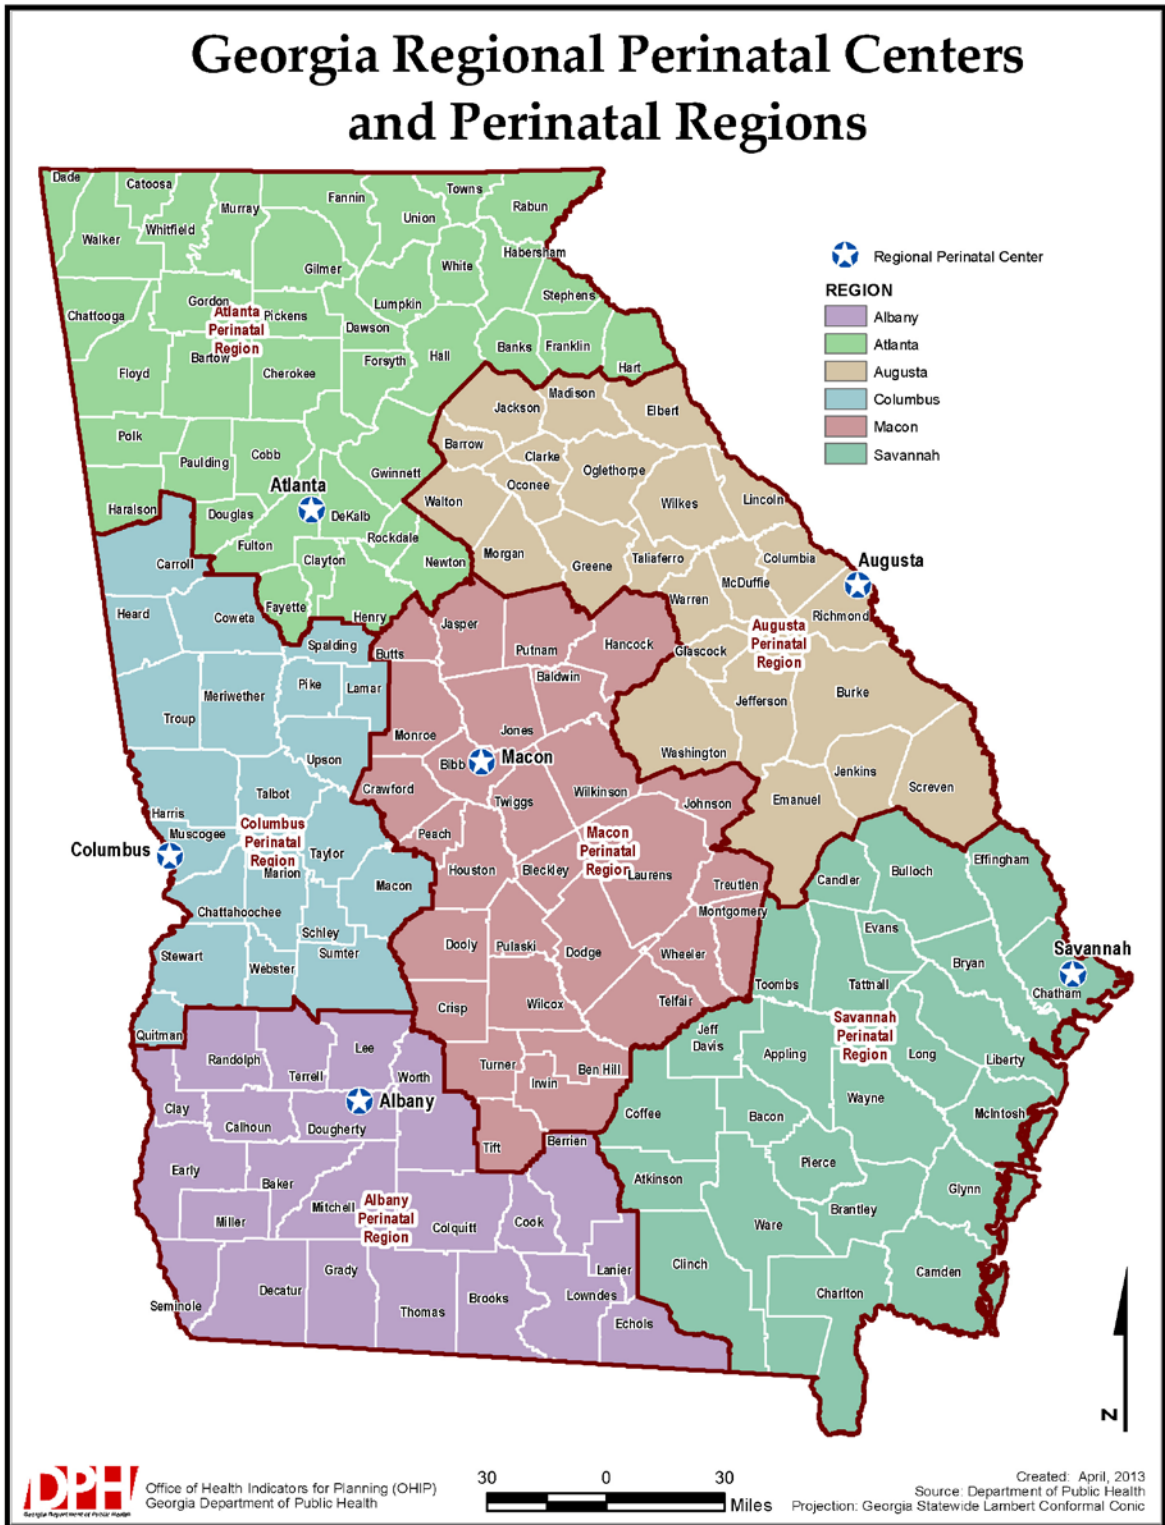 Georgia Regional Perinatal Centers
and Perinatal Regions
Dade
Catoosa
Fannin
Towns
Murray
Union
Rabun
Whitfield
Walker
Habersham
White
Gilmer
Stephens
Gordon
Lumpkin
Chattooga
Atlanta
Perinatal
Region
Pickens
Dawson
Bartow
Hall
Banks
Franklin
Forsyth
Hart
Floyd
Cherokee
Regional Perinatal Center
REGION
Albany
Atlanta
Augusta
Columbus
Macon
Savannah
Madison
Jackson
Elbert
Polk
Barrow
Cobb
Clarke
Paulding
Oglethorpe
Gwinnett
Oconee
Atlanta
Walton
Wilkes
Lincoln
Haralson
Douglas
DeKalb
Rockdale
Fulton
Morgan
Clayton
Newton
Greene
Taliaferro
Columbia
Augusta
Carroll
McDuffie
Warren
Fayette
Henry
Richmond
Heard
Coweta
Jasper
Augusta
Perinatal
Region
Spalding
Butts
Putnam
Hancock
Glascock
Baldwin
Pike
Lamar
Meriwether
Jefferson
Burke
Troup
Jones
Monroe
Washington
Upson
Bibb
Macon
Jenkins
Crawford
Talbot
Wilkinson
Twiggs
Johnson
Emanuel
Screven
Harris
Muscogee
Columbus
Perinatal
Region
Peach
Macon
Perinatal
Region
Columbus
Taylor
Marion
Houston
Bleckley
Laurens
Effingham
Bulloch
Candler
Macon
Treutlen
Chattahoochee
Montgomery
Schley
Evans
Stewart
Sumter
Dooly
Pulaski
Dodge
Wheeler
Savannah
Webster
Bryan
Toombs
Tattnall
Chatham
Crisp
Wilcox
Telfair
Quitman
Jeff
Davis
Savannah
Perinatal
Region
Randolph
Lee
Appling
Long
Liberty
Turner
Ben Hill
Terrell
Worth
Irwin
Albany
Wayne
Clay
Coffee
Bacon
McIntosh
Calhoun
Dougherty
Tift
Berrien
Early
Pierce
Atkinson
Baker
Glynn
Mitchell
Albany
Perinatal
Region
Brantley
Miller
Colquitt
Cook
Ware
Clinch
Grady
Lanier
Camden
Decatur
Brooks
Lowndes
Charlton
Seminole
Thomas
Echols
N
DPH
Georgia Department of Public Health
Office of Health Indicators for Planning (OHIP)
Georgia Department of Public Health
30 0 30
Miles
Created: April, 2013
Source: Department of Public Health
Projection: Georgia Statewide Lambert Conformal Conic